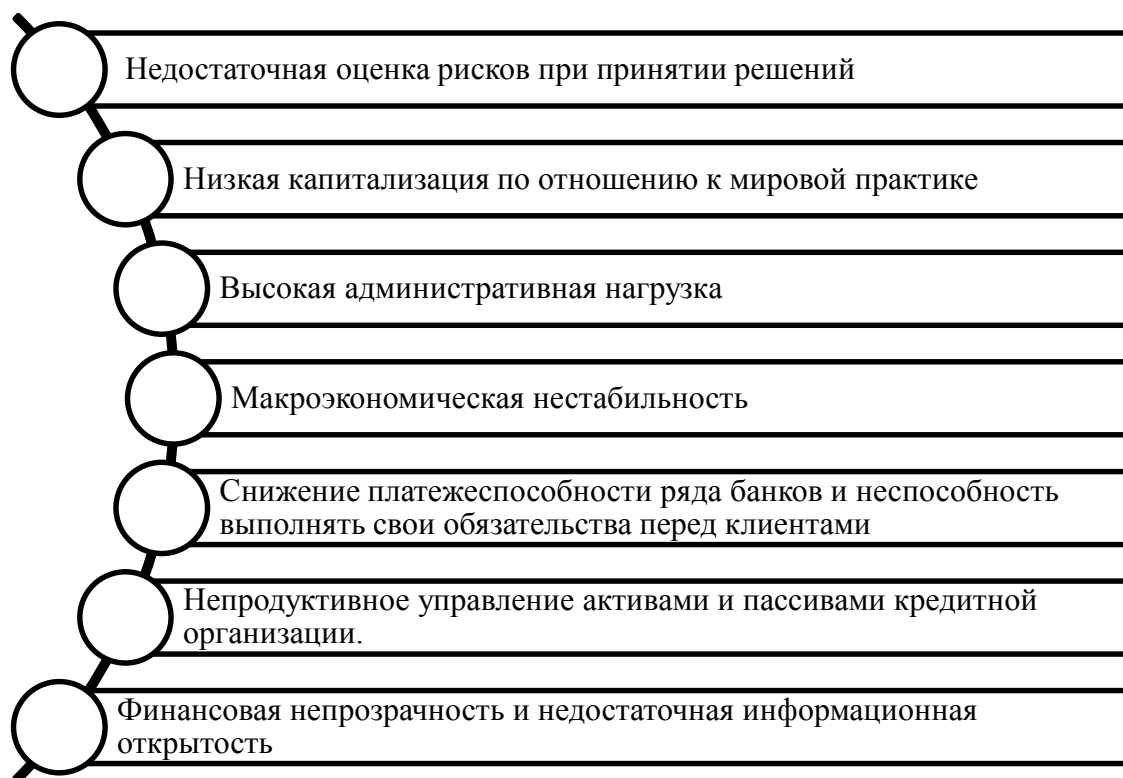 Недостаточная оценка рисков при принятии решений
Низкая капитализация по отношению к мировой практике
Высокая административная нагрузка
Макроэкономическая нестабильность
Снижение платежеспособности ряда банков и неспособность
выполнять свои обязательства перед клиентами
Непродуктивное управление активами и пассивами кредитной
организации.
Финансовая непрозрачность и недостаточная информационная
открытость